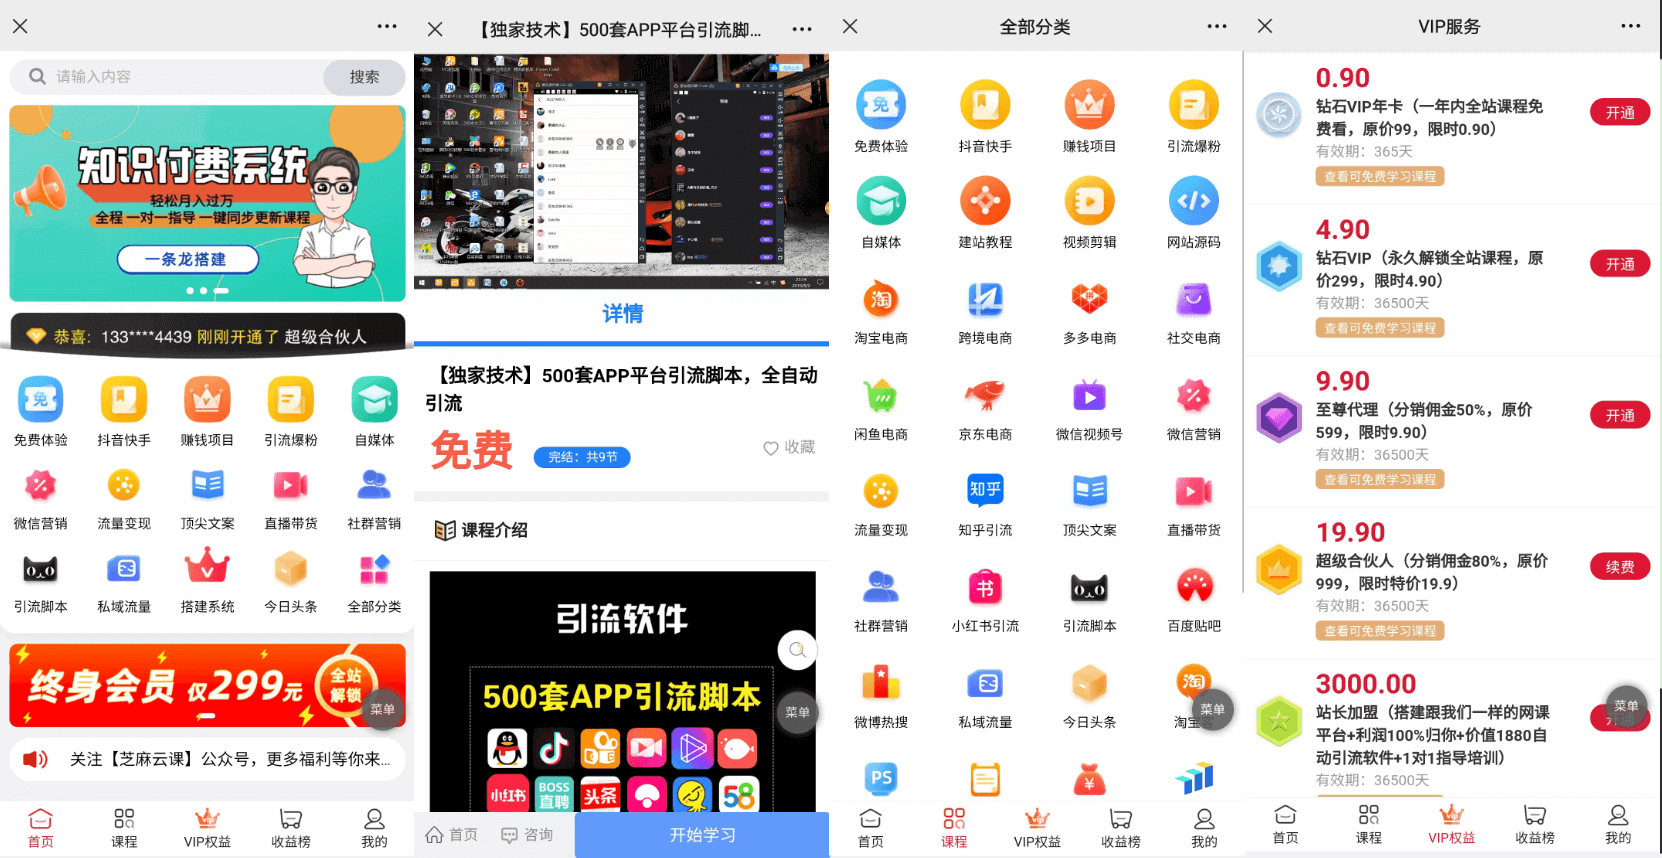 请输入内容
搜索
知识付费系统
轻松月入过万
全程 一对一指导 一键同步更新课程
一条龙搭建
恭喜: 133****4439 刚刚开通了 超级合伙人
免费体验 抖音快手 赚钱项目 引流爆粉 自媒体
微信营销 流量变现 顶尖文案 直播带货 社群营销
引流脚本 私域流量 搭建系统 今日头条 全部分类
终身会员 仅299元
全站
解锁
菜单
关注【芝麻云课】公众号，更多福利等你来...
首页 课程 VIP权益 收益榜 我的
【独家技术】500套APP平台引流脚...
详情
【独家技术】500套APP平台引流脚本，全自动
引流
免费
完结：共9节
收藏
课程介绍
引流软件
500套APP引流脚本
小红书
BOSS
直聘
头条
58
菜单
首页 咨询 开始学习
全部分类
免
免费体验 抖音快手 赚钱项目 引流爆粉
自媒体 建站教程 视频剪辑 网站源码
淘
淘宝电商 跨境电商 多多电商 社交电商
闲鱼电商 京东电商 微信视频号 微信营销
知乎
流量变现 知乎引流 顶尖文案 直播带货
书
社群营销 小红书引流 引流脚本 百度贴吧
淘
微博热搜 私域流量 今日头条 淘宝客
菜单
PS
首页 课程 VIP权益 收益榜 我的
VIP服务
0.90
钻石VIP年卡（一年内全站课程免
费看，原价99，限时0.90）
有效期：365天
查看可免费学习课程
开通
4.90
钻石VIP（永久解锁全站课程，原
价299，限时4.90）
有效期：36500天
查看可免费学习课程
开通
9.90
至尊代理（分销佣金50%，原价
599，限时9.90）
有效期：36500天
查看可免费学习课程
开通
19.90
超级合伙人（分销佣金80%，原价
999，限时特价19.9）
有效期：36500天
查看可免费学习课程
续费
3000.00
站长加盟（搭建跟我们一样的网课
平台+利润100%归你+价值1880自
动引流软件+1对1指导培训）
有效期：36500天
菜单
首页 课程 VIP权益 收益榜 我的